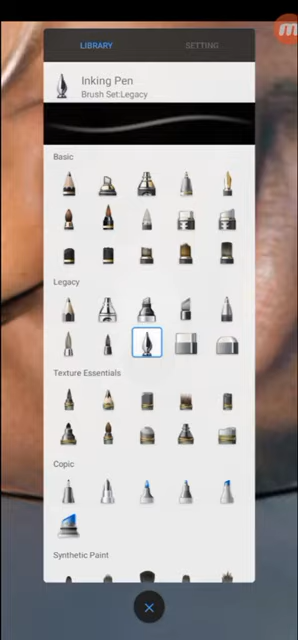 LIBRARY
SETTING
Inking Pen
Brush Set:Legacy
Basic
Legacy
Texture Essentials
Copic
Synthetic Paint